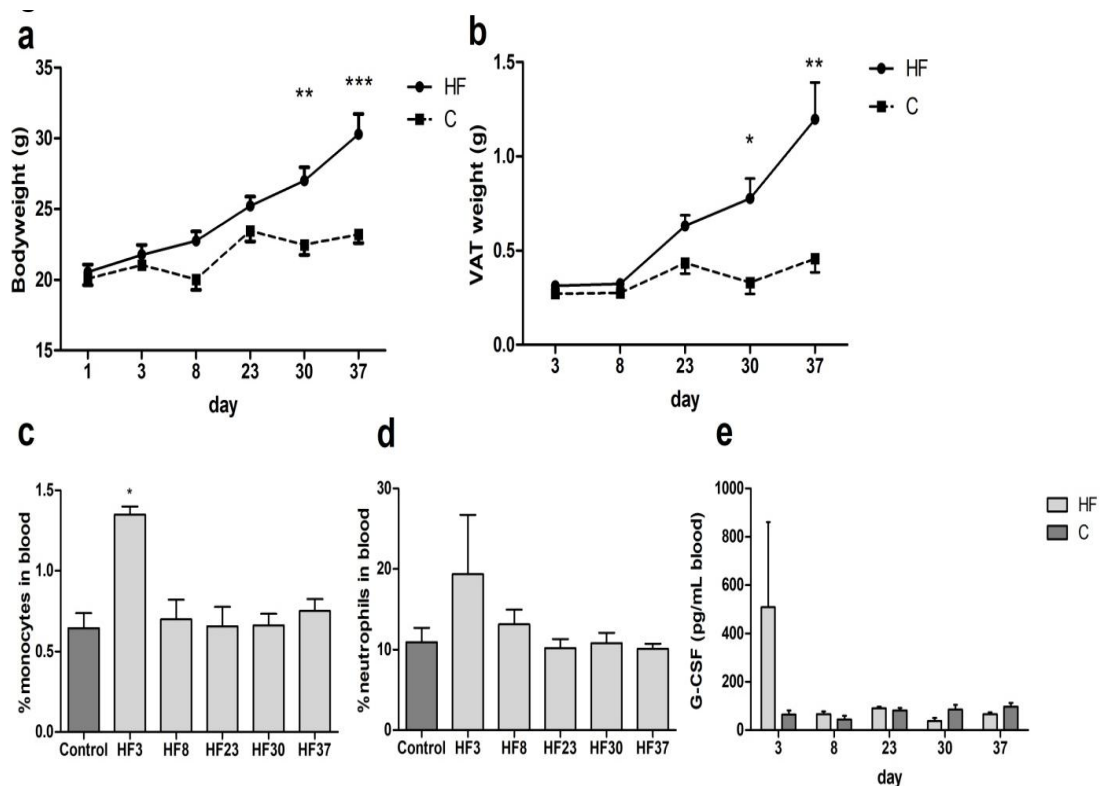 a
35
30
25
20
15
Bodyweight (g)
**
***
HF
C
1 3 8 23 30 37
day
b
1.5
1.0
0.5
0.0
VAT weight (g)
*
**
HF
C
3 8 23 30 37
day
c
1.5
1.0
0.5
0.0
%monocytes in blood
*
Control HF3 HF8 HF23 HF30 HF37
d
30
20
10
0
%neutrophils in blood
Control HF3 HF8 HF23 HF30 HF37
e
1000
800
600
400
200
0
G-CSF (pg/mL blood)
HF
C
3 8 23 30 37
day